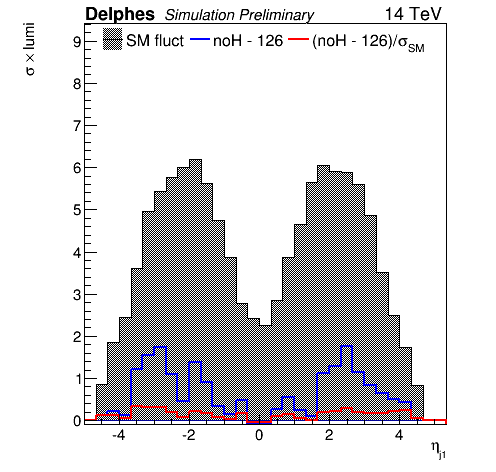 Delphes Simulation Preliminary 14 TeV
σ × lumi
SM fluct noH - 126 (noH - 126)/σSM
9
8
7
6
5
4
3
2
1
0
-4 -2 0 2 4
ηj1